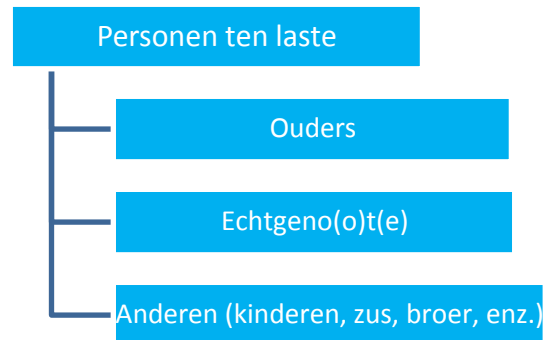 Personen ten laste
Ouders
Echtgeno(o)t(e)
Anderen (kinderen, zus, broer, enz.)